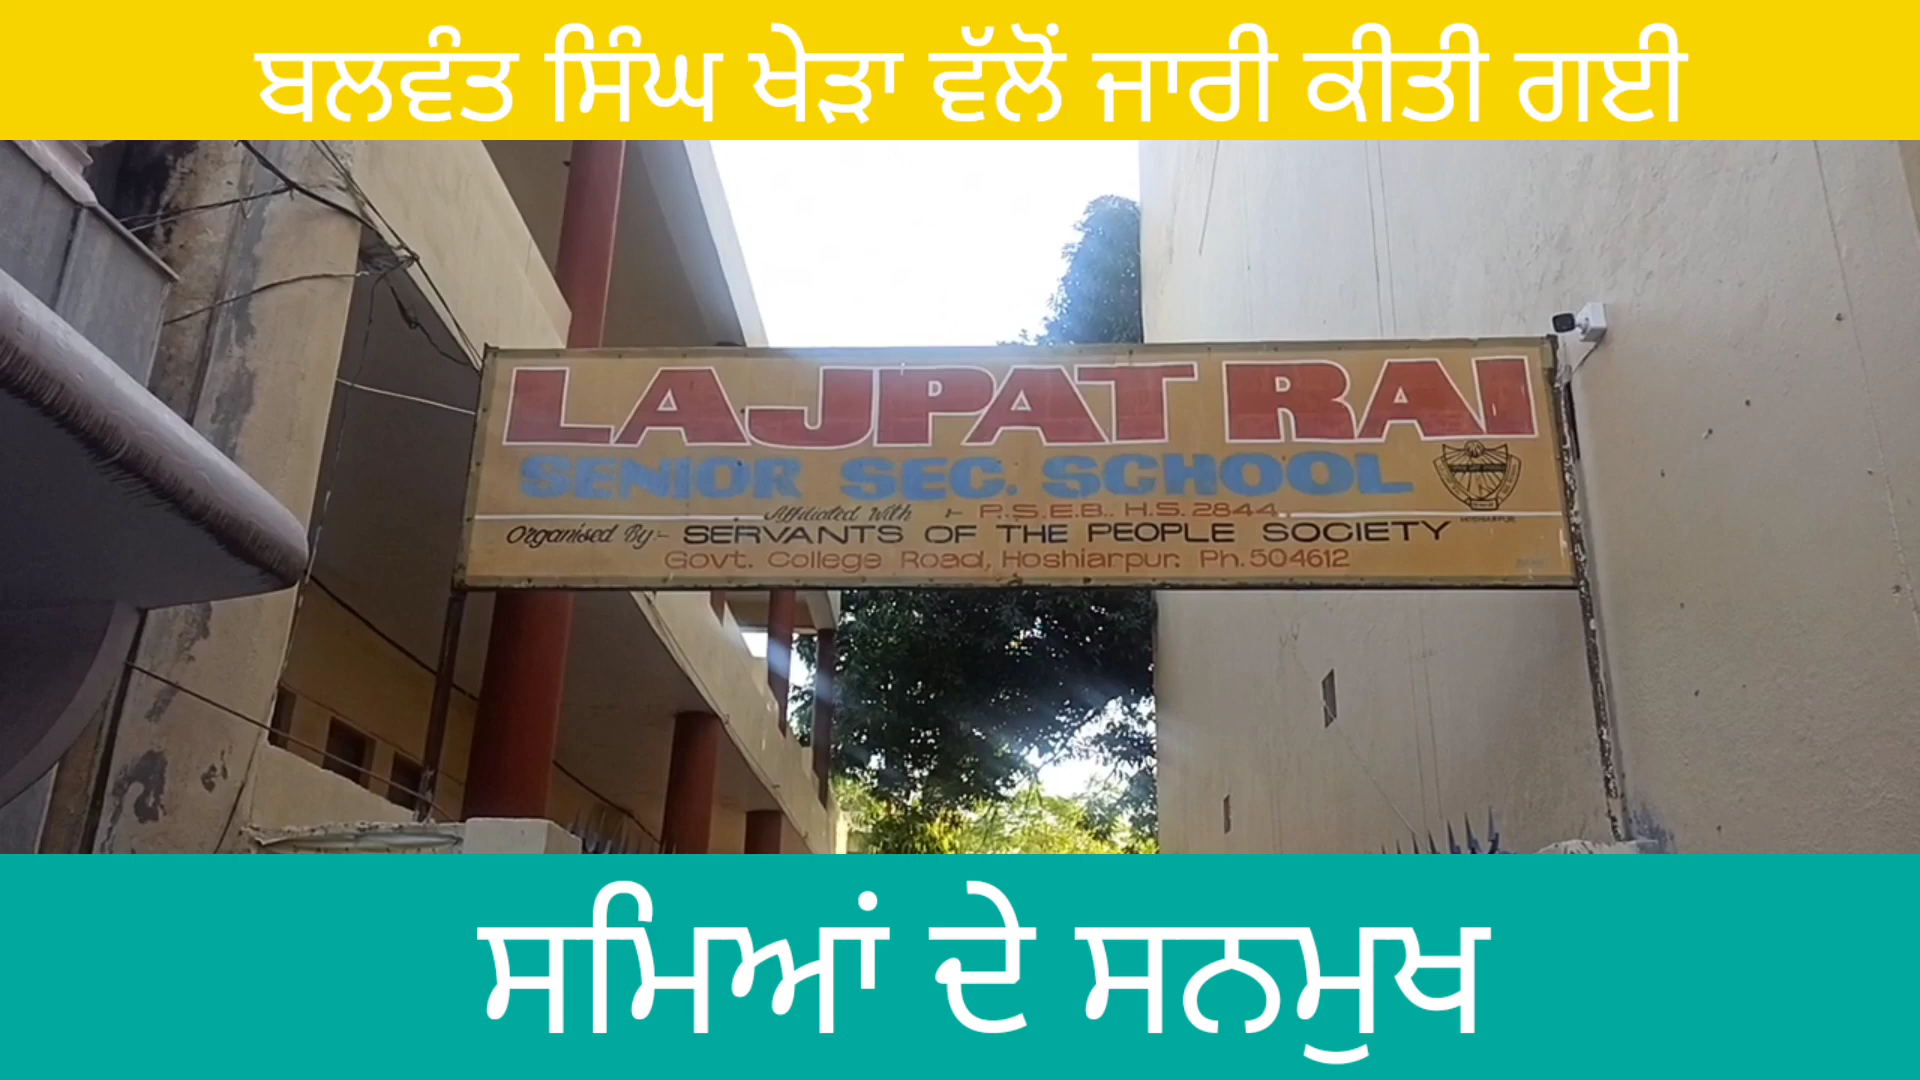 ਬਲਵੰਤ ਸਿੰਘ ਖੇੜਾ ਵੱਲੋਂ ਜਾਰੀ ਕੀਤੀ ਗਈ
LAJPAT RAI
SENIOR SEC. SCHOOL
Affiliated With :- P.S.E.B. H.S. 2844
HOSHIARPUR
Organised By:- SERVANTS OF THE PEOPLE SOCIETY
Govt. College Road, Hoshiarpur. Ph. 504612
ਸਮਿਆਂ ਦੇ ਸਨਮੁਖ